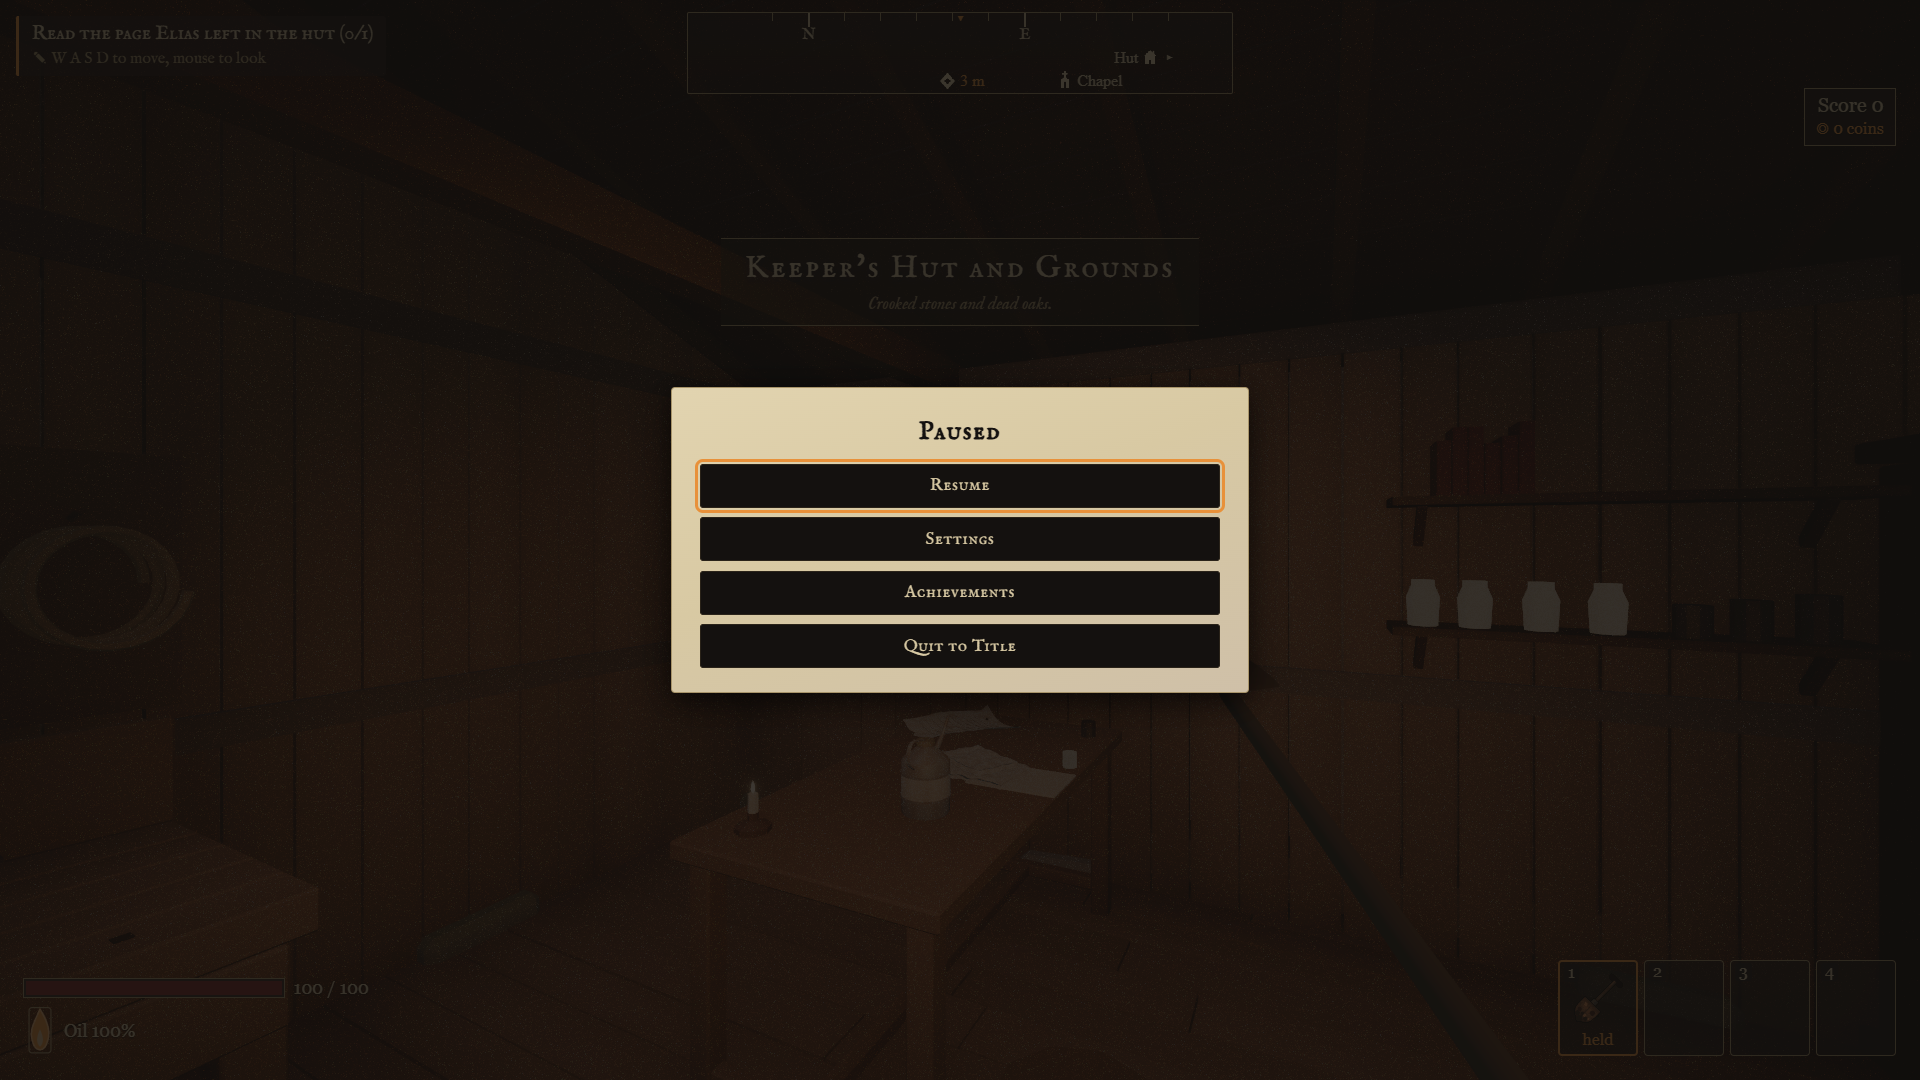 Read the page Elias left in the hut (0/1)
W A S D to move, mouse to look
N
E
Hut
3 m
Chapel
Score 0
0 coins
Keeper's Hut and Grounds
Crooked stones and dead oaks.
Paused
Resume
Settings
Achievements
Quit to Title
100 / 100
Oil 100%
1
2
3
4
held